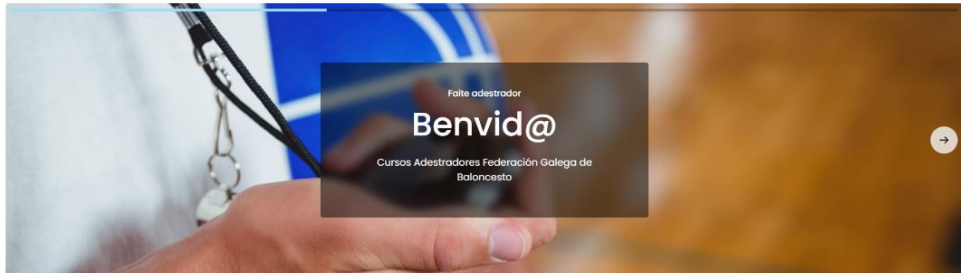 Faite adestrador
Benvid@
Cursos Adestradores Federación Galega de
Baloncesto